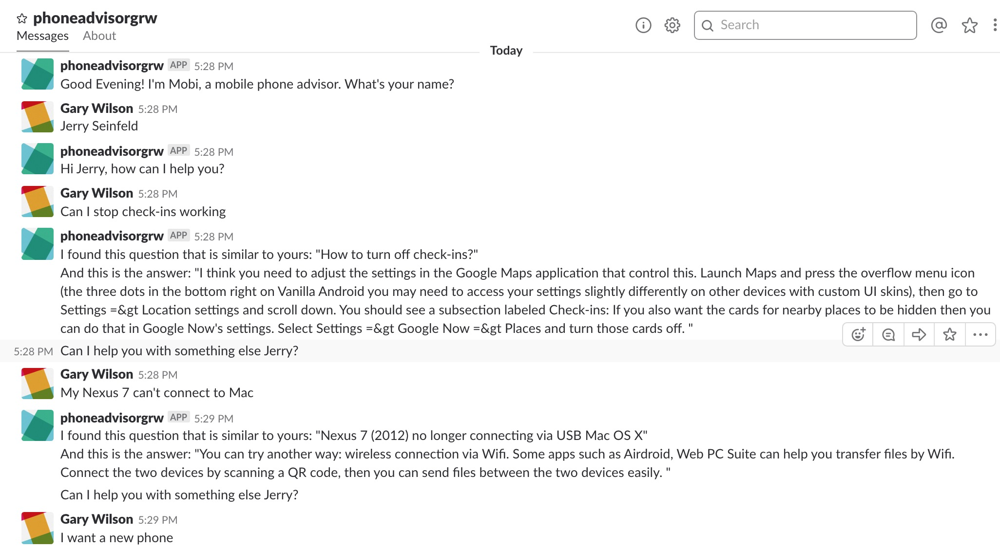 phoneadvisorgrw
Messages About
Search
Today
phoneadvisorgrw APP 5:28 PM
Good Evening! I'm Mobi, a mobile phone advisor. What's your name?
Gary Wilson 5:28 PM
Jerry Seinfeld
phoneadvisorgrw APP 5:28 PM
Hi Jerry, how can I help you?
Gary Wilson 5:28 PM
Can I stop check-ins working
phoneadvisorgrw APP 5:28 PM
I found this question that is similar to yours: "How to turn off check-ins?"
And this is the answer: "I think you need to adjust the settings in the Google Maps application that control this. Launch Maps and press the overflow menu icon
(the three dots in the bottom right on Vanilla Android you may need to access your settings slightly differently on other devices with custom UI skins), then go to
Settings =&gt Location settings and scroll down. You should see a subsection labeled Check-ins: If you also want the cards for nearby places to be hidden then you
can do that in Google Now's settings. Select Settings =&gt Google Now =&gt Places and turn those cards off. "
5:28 PM Can I help you with something else Jerry?
Gary Wilson 5:28 PM
My Nexus 7 can't connect to Mac
phoneadvisorgrw APP 5:29 PM
I found this question that is similar to yours: "Nexus 7 (2012) no longer connecting via USB Mac OS X"
And this is the answer: "You can try another way: wireless connection via Wifi. Some apps such as Airdroid, Web PC Suite can help you transfer files by Wifi.
Connect the two devices by scanning a QR code, then you can send files between the two devices easily. "
Can I help you with something else Jerry?
Gary Wilson 5:29 PM
I want a new phone